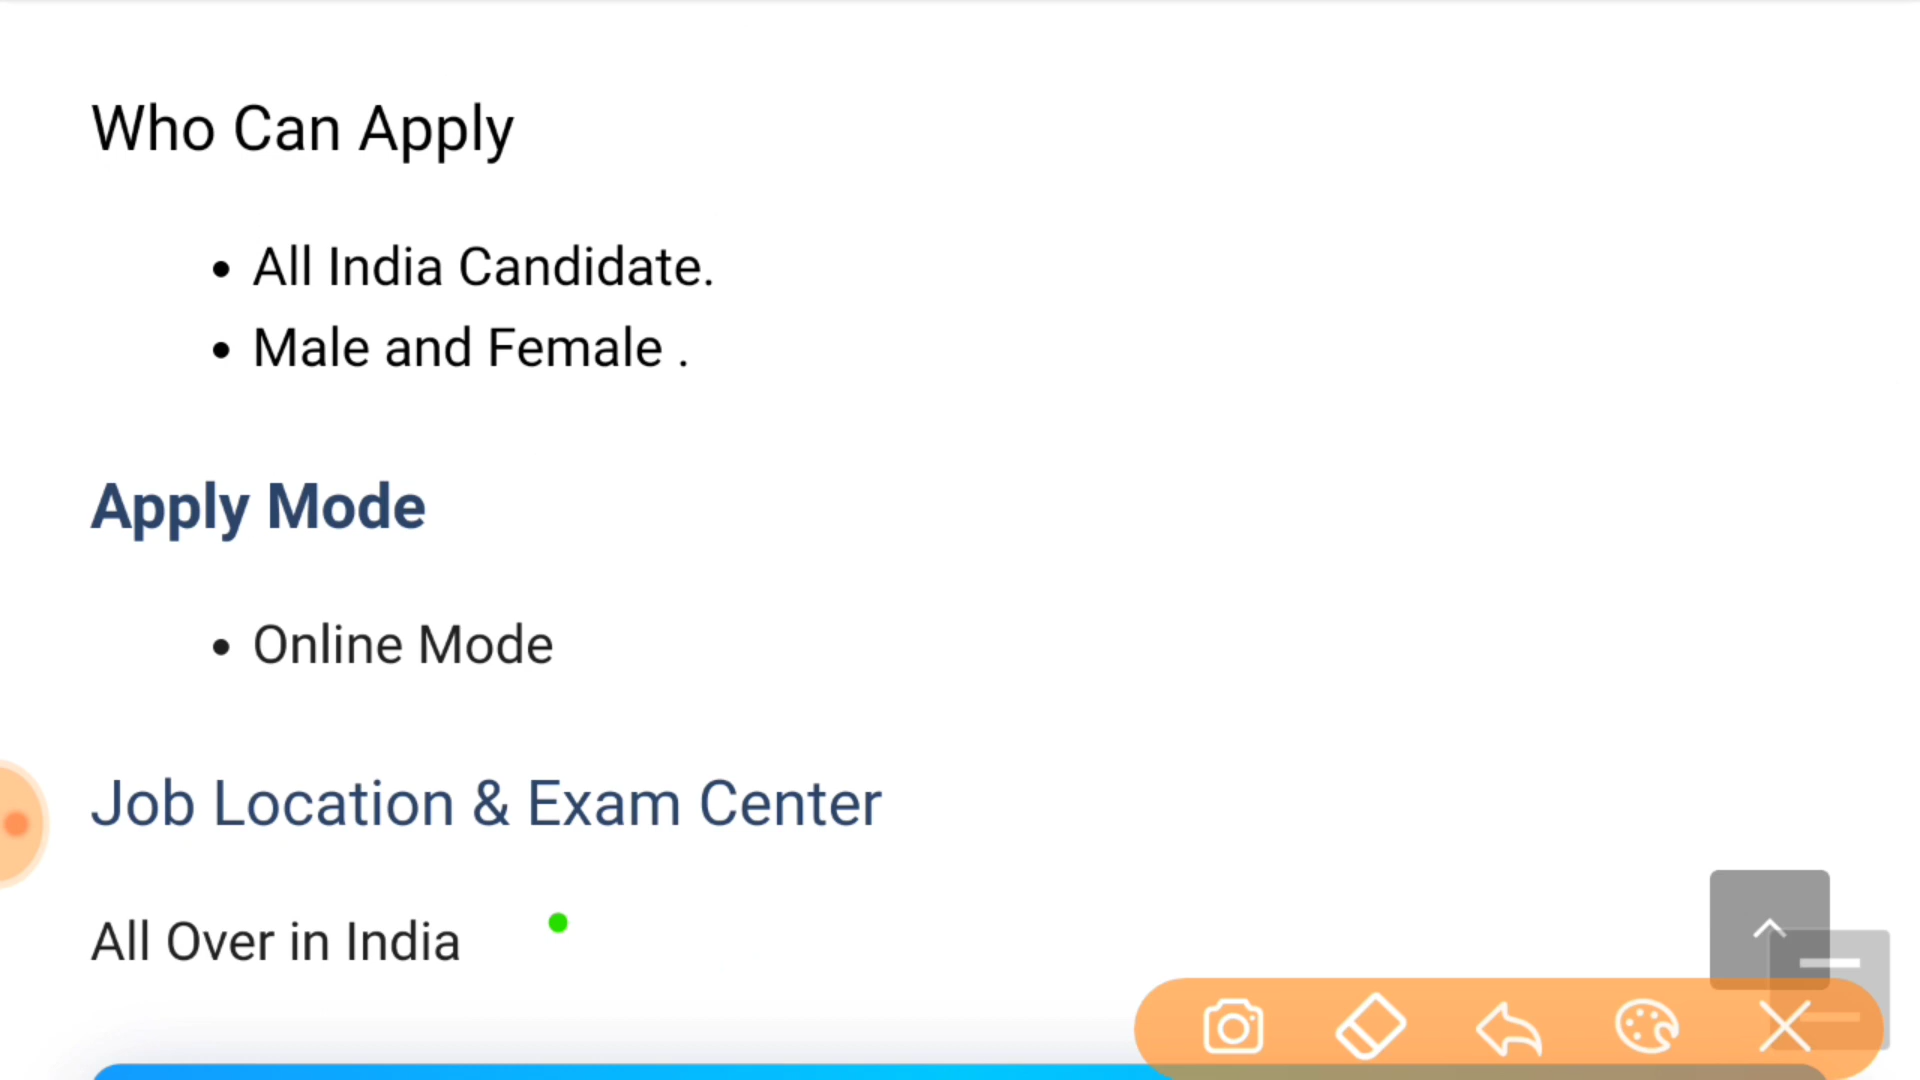 Who Can Apply
All India Candidate.
Male and Female .
Apply Mode
Online Mode
Job Location & Exam Center
All Over in India